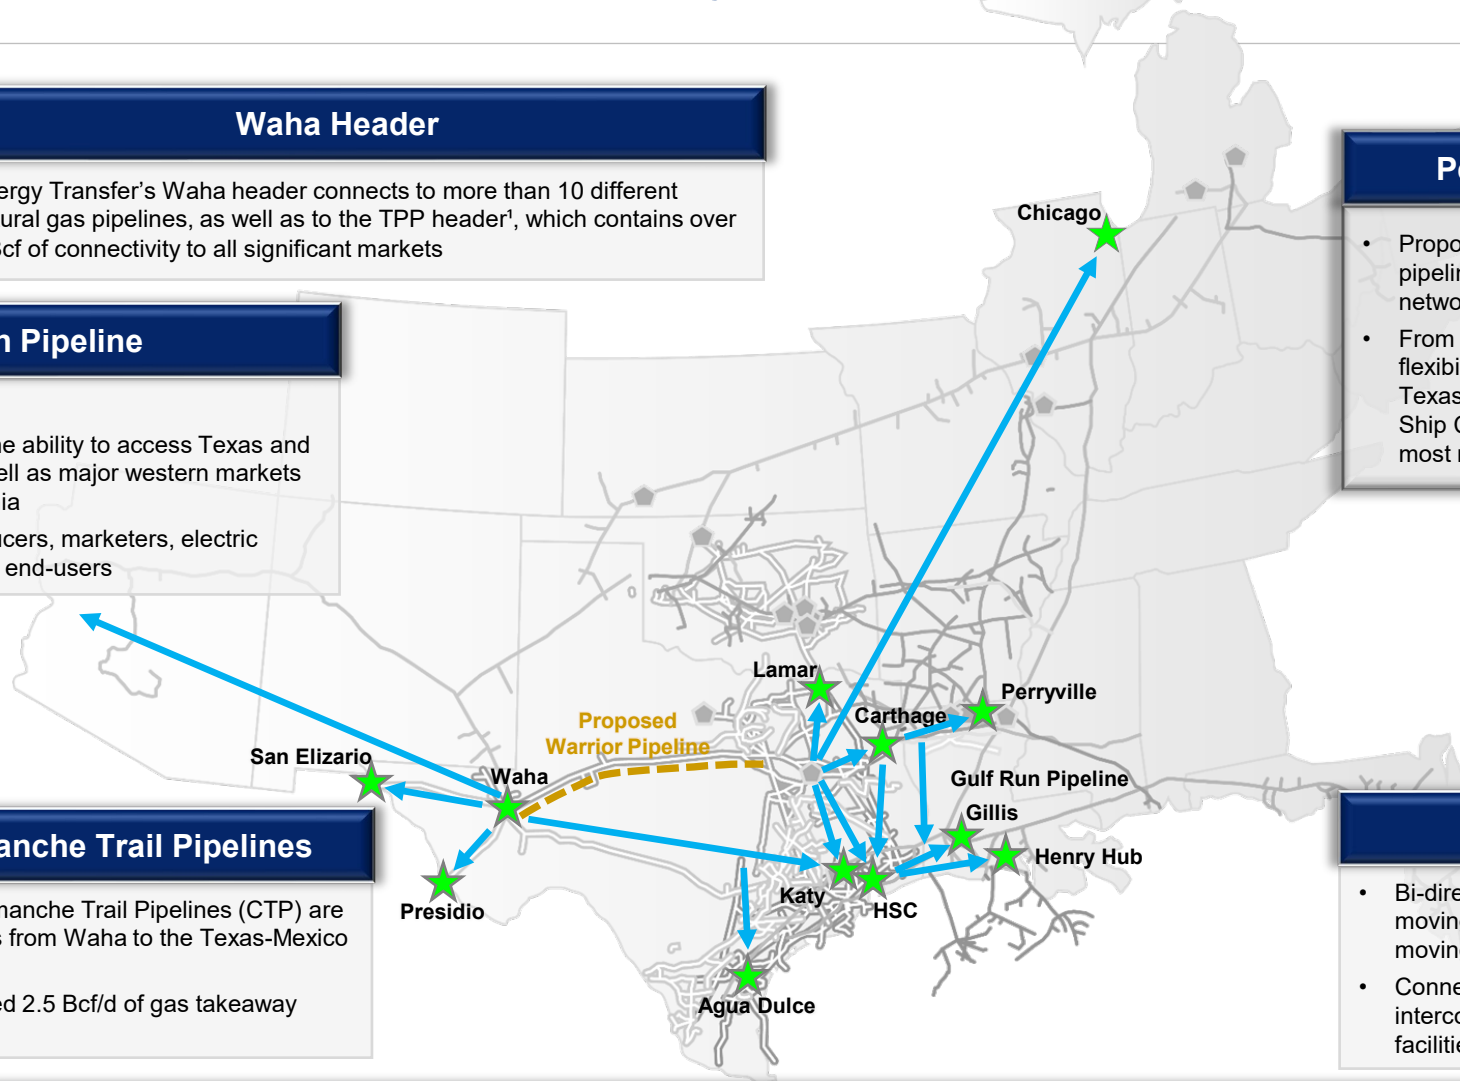 Waha Header
ergy Transfer’s Waha header connects to more than 10 different
ural gas pipelines, as well as to the TPP header¹, which contains over
cf of connectivity to all significant markets
Pipeline
ability to access Texas and
ell as major western markets
ia
ucers, marketers, electric
end-users
anche Trail Pipelines
manche Trail Pipelines (CTP) are
s from Waha to the Texas-Mexico
ed 2.5 Bcf/d of gas takeaway
Chicago
Lamar
Perryville
Carthage
Proposed
Warrior Pipeline
San Elizario
Waha
Gulf Run Pipeline
Gillis
Henry Hub
Katy
HSC
Presidio
Agua Dulce
• Propo
pipelin
netwo
• From
flexibi
Texas
Ship C
most r
• Bi-dire
moving
moving
• Conne
interco
facilitie